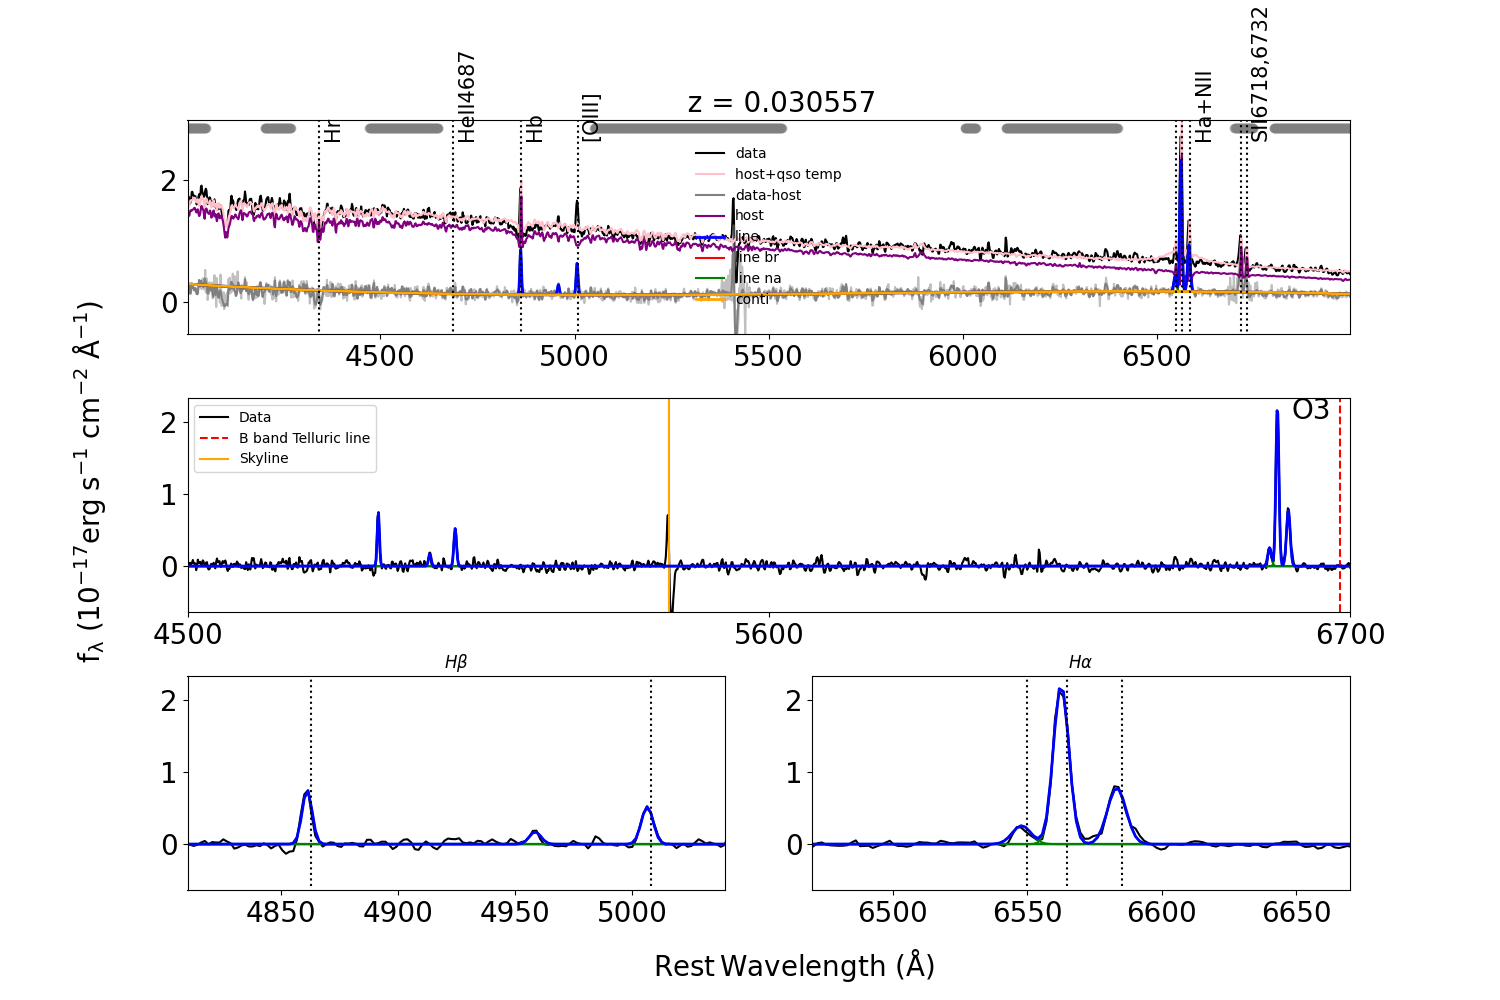 z = 0.030557
Hr
HeII4687
Hb
[OIII]
Ha+NII
SII6718,6732
data
host+qso temp
data-host
host
line
line br
line na
conti
2
0
4500
5000
5500
6000
6500
Data
B band Telluric line
Skyline
O3
2
1
0
4500
5600
6700
fλ (10−17erg s−1 cm−2 Å−1)
Hβ
2
1
0
4850
4900
4950
5000
Hα
2
1
0
6500
6550
6600
6650
Rest Wavelength (Å)